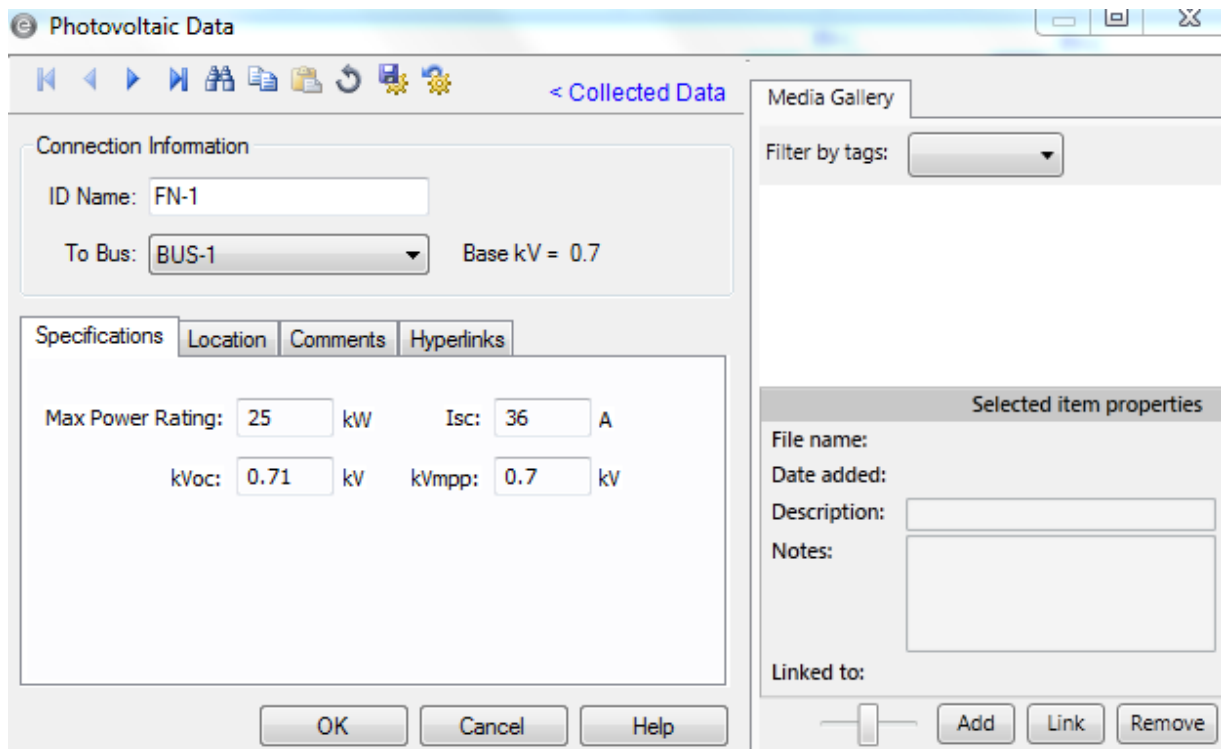 Photovoltaic Data
< Collected Data
Connection Information
ID Name: FN-1
To Bus: BUS-1 Base kV = 0.7
Specifications Location Comments Hyperlinks
Max Power Rating: 25 kW Isc: 36 A
kVoc: 0.71 kV kVmpp: 0.7 kV
OK Cancel Help
Media Gallery
Filter by tags:
Selected item properties
File name:
Date added:
Description:
Notes:
Linked to:
Add Link Remove